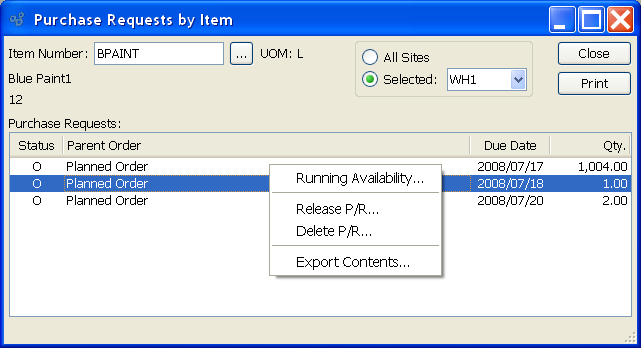 Purchase Requests by Item
Item Number: BPAINT ... UOM: L
All Sites
Close
Selected: WH1
Blue Paint1
Print
12
Purchase Requests:
Status Parent Order Due Date Qty.
O Planned Order 2008/07/17 1,004.00
O Planned Order 2008/07/18 1.00
O Planned Order 2008/07/20 2.00
Running Availability...
Release P/R...
Delete P/R...
Export Contents...